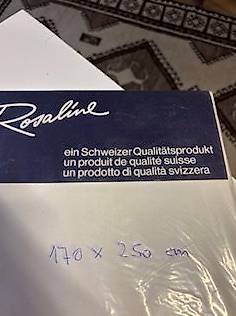 Rosaline
ein Schweizer Qualitätsprodukt
un produit de qualité suisse
un prodotto di qualità svizzera
170 x 250 cm